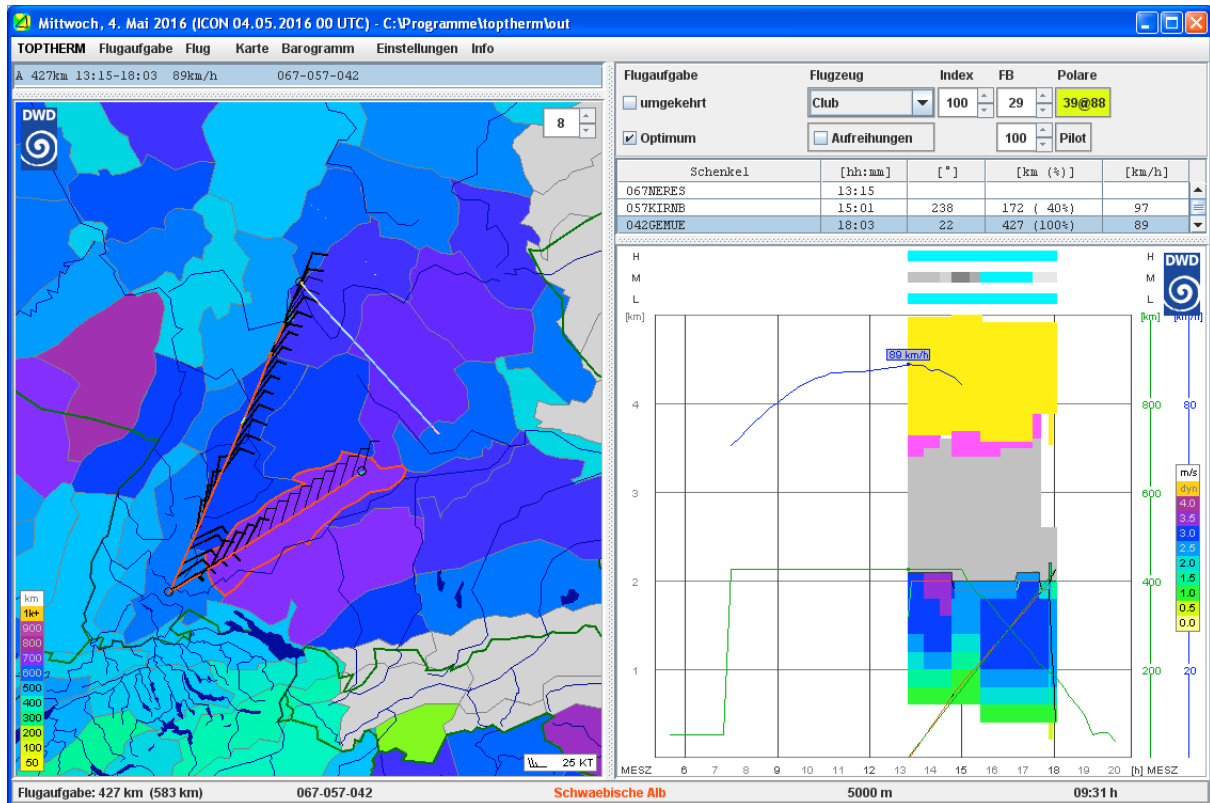 Mittwoch, 4. Mai 2016 (ICON 04.05.2016 00 UTC) - C:\Programme\toptherm\out
TOPTHERM Flugaufgabe Flug Karte Barogramm Einstellungen Info
A 427km 13:15-18:03 89km/h 067-057-042
DWD
8
km
1k+
900
800
700
600
500
400
300
200
100
50
25 KT
Flugaufgabe Flugzeug Index FB Polare
umgekehrt Club 100 29 39@88
Optimum Aufreihungen 100 Pilot
Schenkel [hh:mm] [°] [km (%)] [km/h]
067NERES 13:15
057KIRNB 15:01 238 172 ( 40%) 97
042GEMUE 18:03 22 427 (100%) 89
H H DWD
M M
L L
[km] [km]
89 km/h
4 800 80
3 600
2 400
1 200 20
m/s
dyn
4.0
3.5
3.0
2.5
2.0
1.5
1.0
0.5
0.0
MESZ 6 7 8 9 10 11 12 13 14 15 16 17 18 19 20 [h] MESZ
Flugaufgabe: 427 km (583 km) 067-057-042 Schwaebische Alb 5000 m 09:31 h